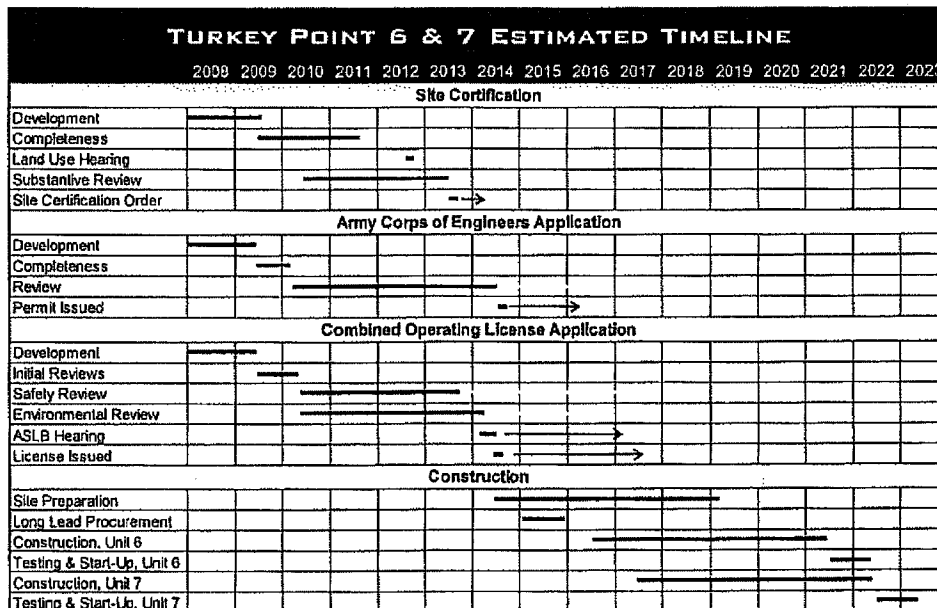 TURKEY POINT 6 & 7 ESTIMATED TIMELINE
2008 2009 2010 2011 2012 2013 2014 2015 2016 2017 2018 2019 2020 2021 2022 2023
Site Certification
Development
Completeness
Land Use Hearing
Substantive Review
Site Certification Order
Army Corps of Engineers Application
Development
Completeness
Review
Permit Issued
Combined Operating License Application
Development
Initial Reviews
Safety Review
Environmental Review
ASLB Hearing
License Issued
Construction
Site Preparation
Long Lead Procurement
Construction, Unit 6
Testing & Start-Up, Unit 6
Construction, Unit 7
Testing & Start-Up, Unit 7